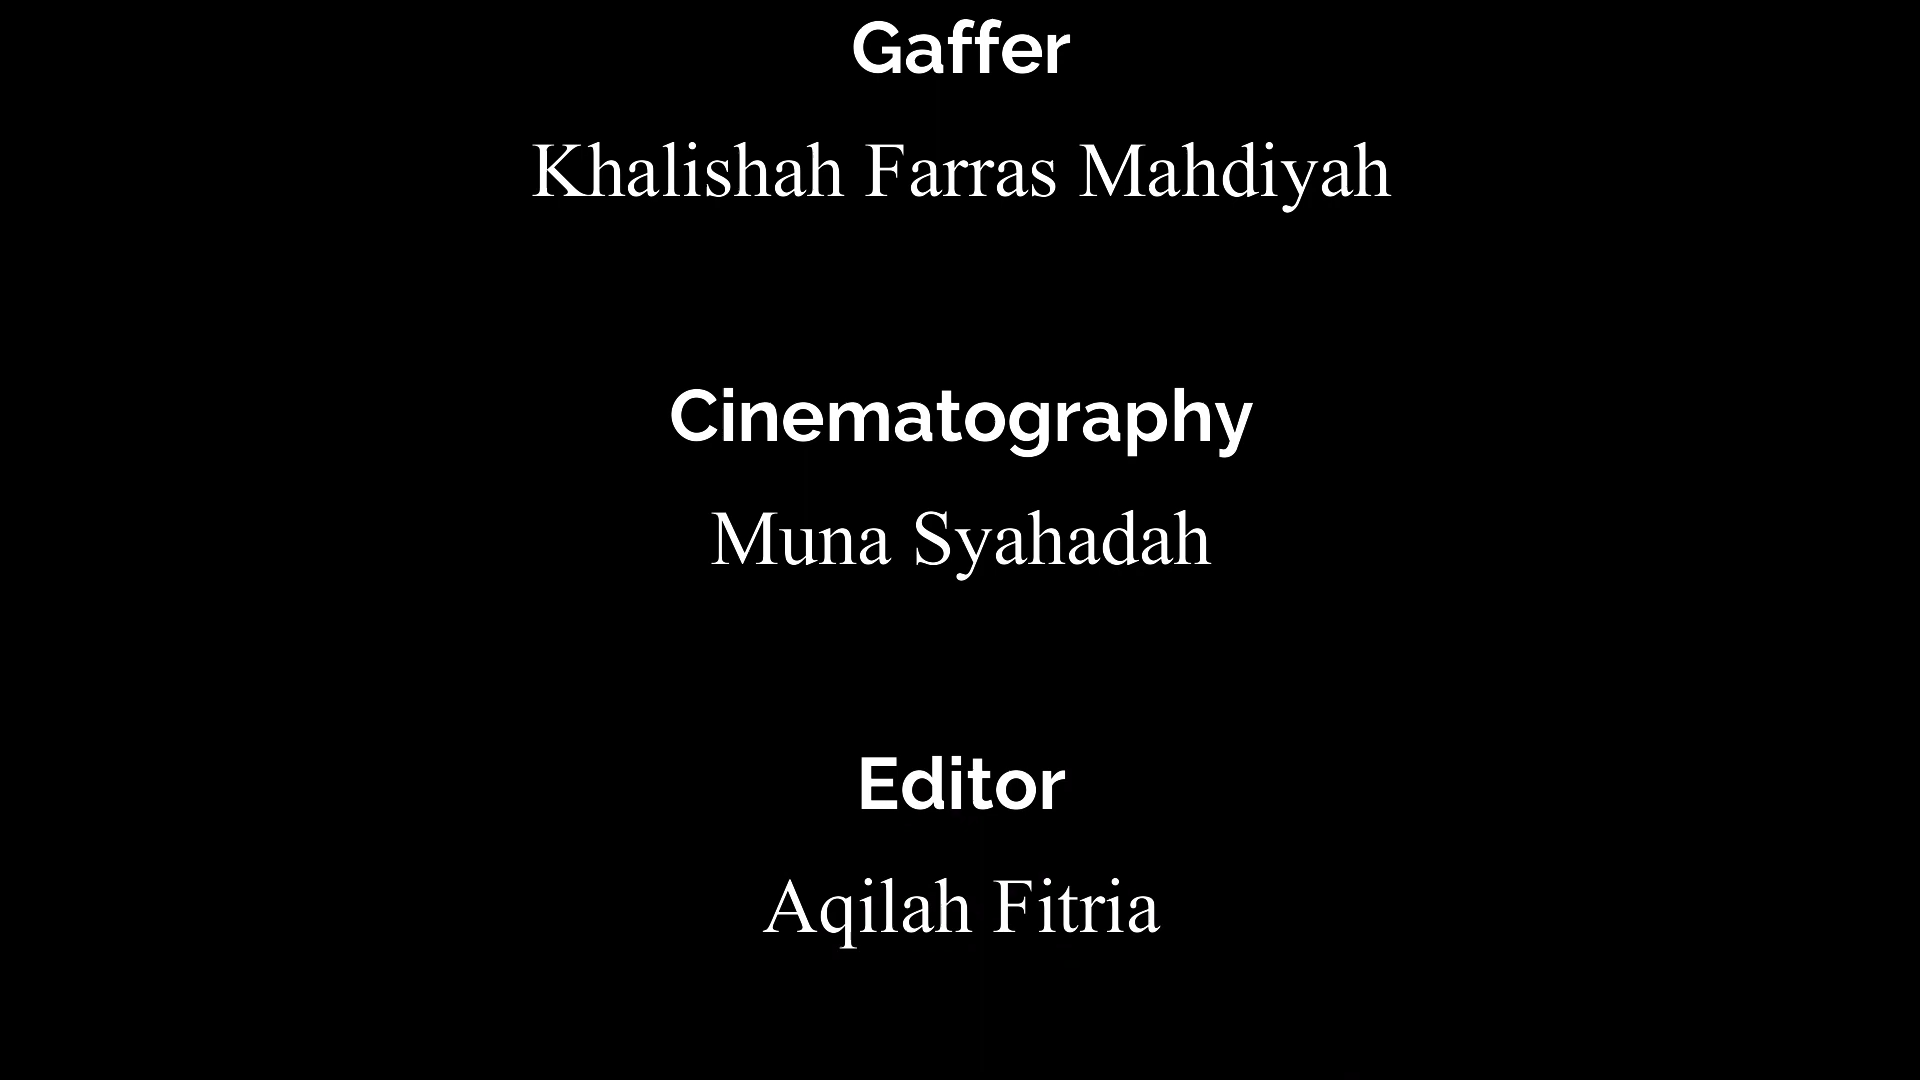 Gaffer
Khalishah Farras Mahdiyah
Cinematography
Muna Syahadah
Editor
Aqilah Fitria